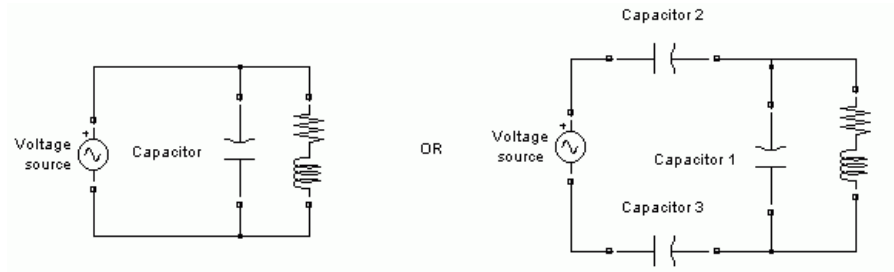 Capacitor 2
Voltage
source
+
Capacitor
OR
Voltage
source
+
Capacitor 1
Capacitor 3